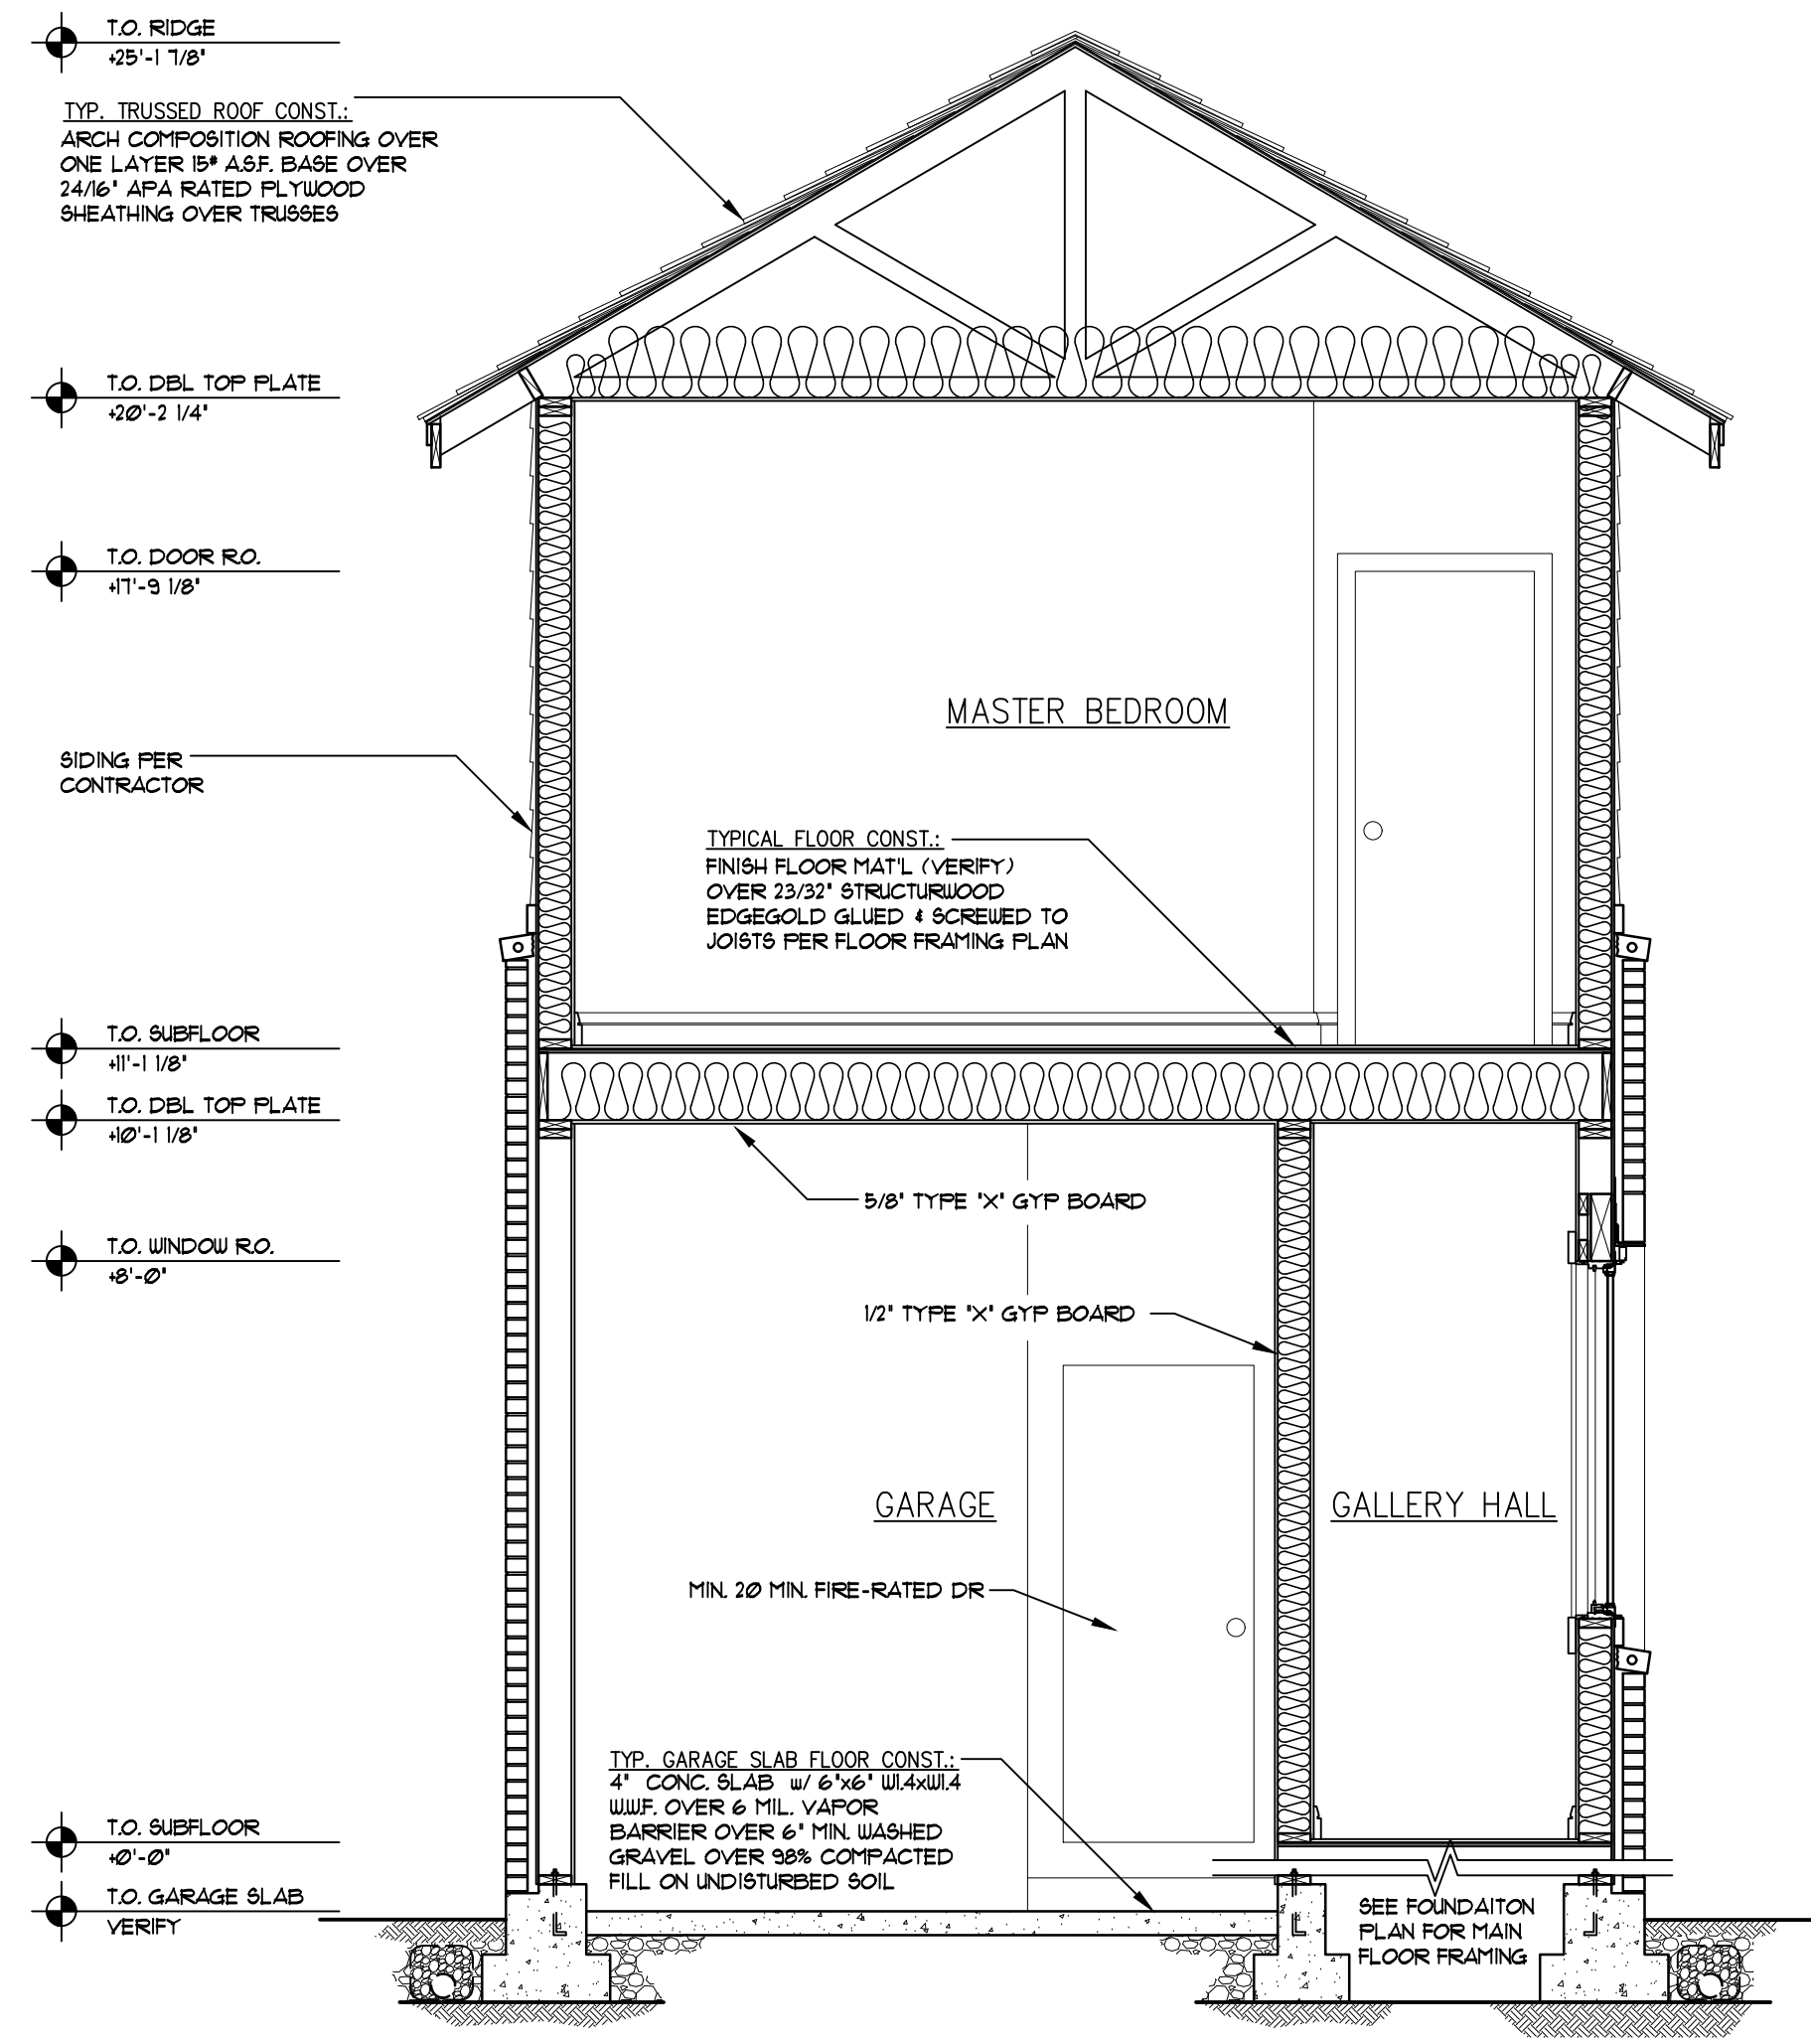 T.O. RIDGE
+25'-1 7/8"
TYP. TRUSSED ROOF CONST.:
ARCH COMPOSITION ROOFING OVER
ONE LAYER 15# A.S.F. BASE OVER
24/16" APA RATED PLYWOOD
SHEATHING OVER TRUSSES
T.O. DBL TOP PLATE
+20'-2 1/4"
T.O. DOOR R.O.
+17'-9 1/8"
MASTER BEDROOM
SIDING PER
CONTRACTOR
TYPICAL FLOOR CONST.:
FINISH FLOOR MAT'L (VERIFY)
OVER 23/32" STRUCTURWOOD
EDGEGOLD GLUED & SCREWED TO
JOISTS PER FLOOR FRAMING PLAN
T.O. SUBFLOOR
+11'-1 1/8"
T.O. DBL TOP PLATE
+10'-1 1/8"
5/8" TYPE "X" GYP BOARD
T.O. WINDOW R.O.
+8'-0"
1/2" TYPE "X" GYP BOARD
GARAGE
GALLERY HALL
MIN. 20 MIN. FIRE-RATED DR
TYP. GARAGE SLAB FLOOR CONST.:
4" CONC. SLAB w/ 6"x6" W1.4xW1.4
W.W.F. OVER 6 MIL. VAPOR
BARRIER OVER 6" MIN. WASHED
GRAVEL OVER 98% COMPACTED
FILL ON UNDISTURBED SOIL
T.O. SUBFLOOR
+0'-0"
T.O. GARAGE SLAB
VERIFY
SEE FOUNDAITON
PLAN FOR MAIN
FLOOR FRAMING